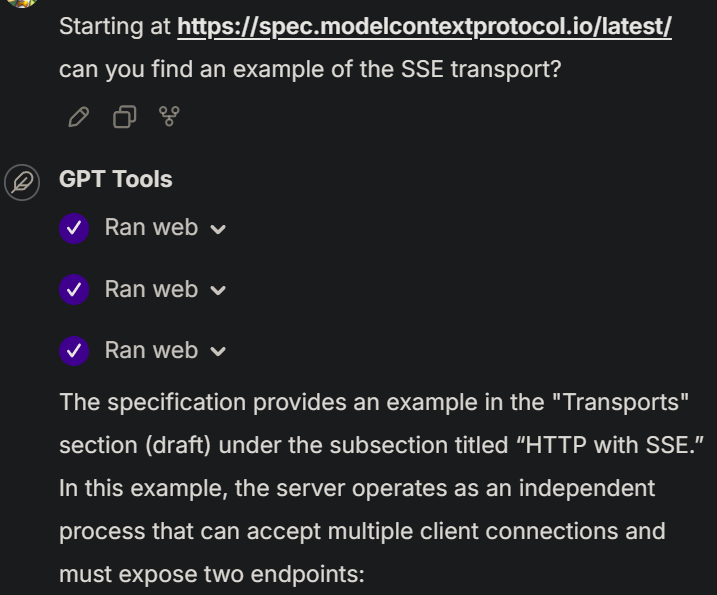 Starting at https://spec.modelcontextprotocol.io/latest/
can you find an example of the SSE transport?
GPT Tools
Ran web
Ran web
Ran web
The specification provides an example in the "Transports"
section (draft) under the subsection titled “HTTP with SSE.”
In this example, the server operates as an independent
process that can accept multiple client connections and
must expose two endpoints: